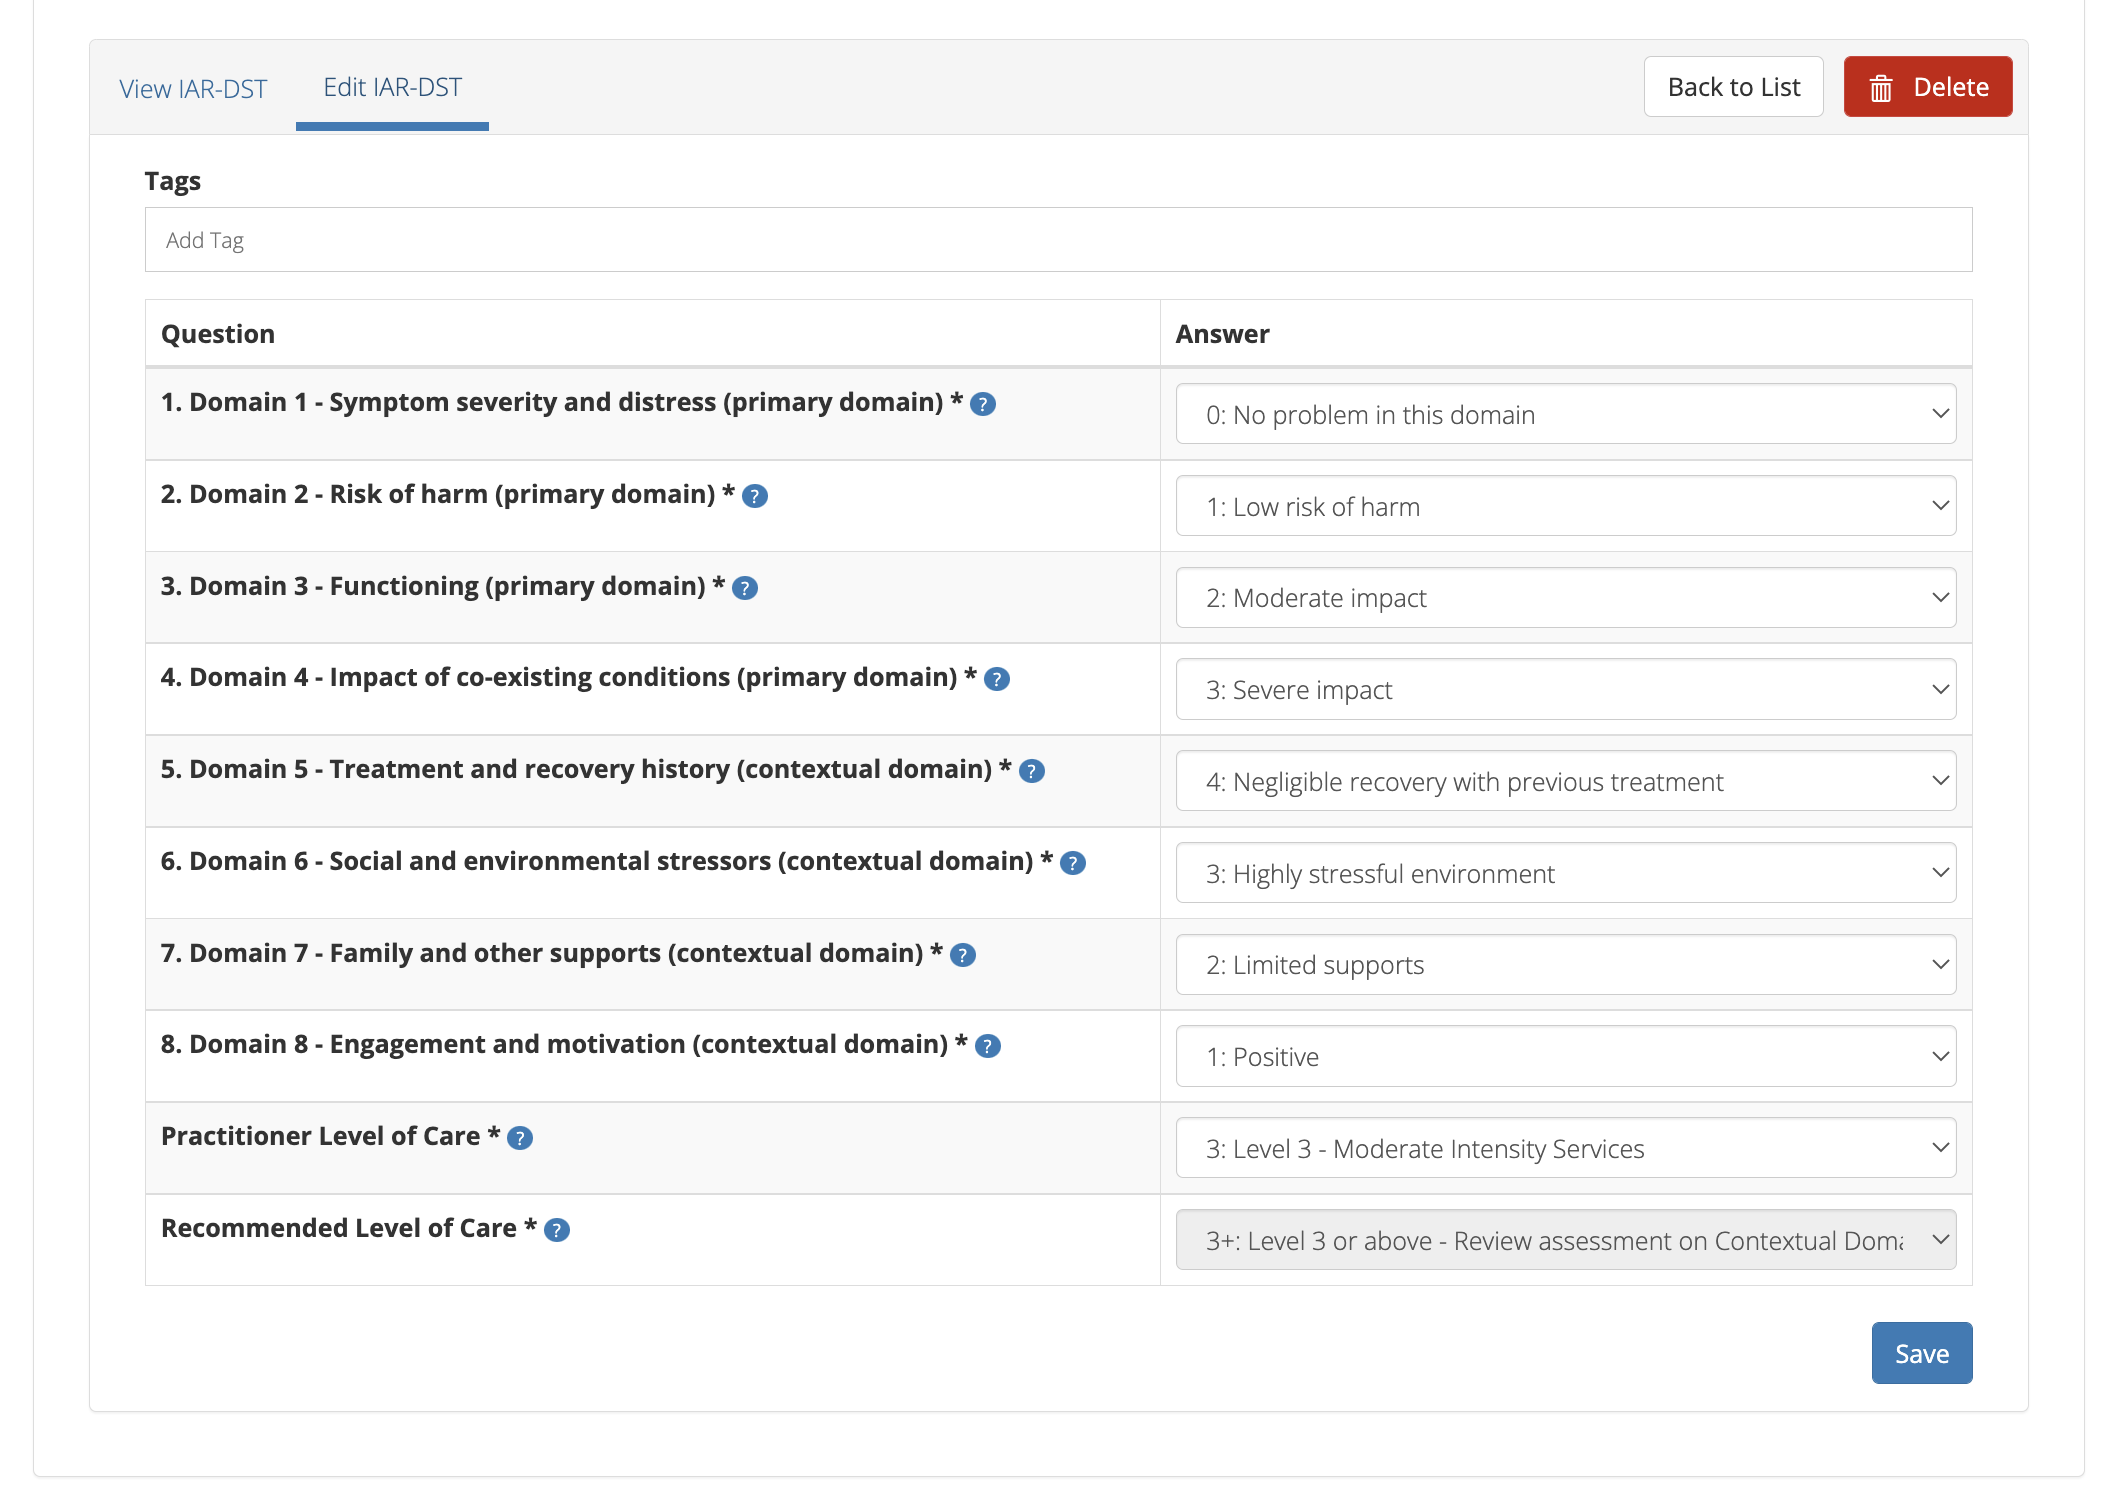 View IAR-DST
Edit IAR-DST
Back to List
Delete
Tags
Add Tag
Question
Answer
1. Domain 1 - Symptom severity and distress (primary domain) * ?
0: No problem in this domain
2. Domain 2 - Risk of harm (primary domain) * ?
1: Low risk of harm
3. Domain 3 - Functioning (primary domain) * ?
2: Moderate impact
4. Domain 4 - Impact of co-existing conditions (primary domain) * ?
3: Severe impact
5. Domain 5 - Treatment and recovery history (contextual domain) * ?
4: Negligible recovery with previous treatment
6. Domain 6 - Social and environmental stressors (contextual domain) * ?
3: Highly stressful environment
7. Domain 7 - Family and other supports (contextual domain) * ?
2: Limited supports
8. Domain 8 - Engagement and motivation (contextual domain) * ?
1: Positive
Practitioner Level of Care * ?
3: Level 3 - Moderate Intensity Services
Recommended Level of Care * ?
3+: Level 3 or above - Review assessment on Contextual Doma
Save